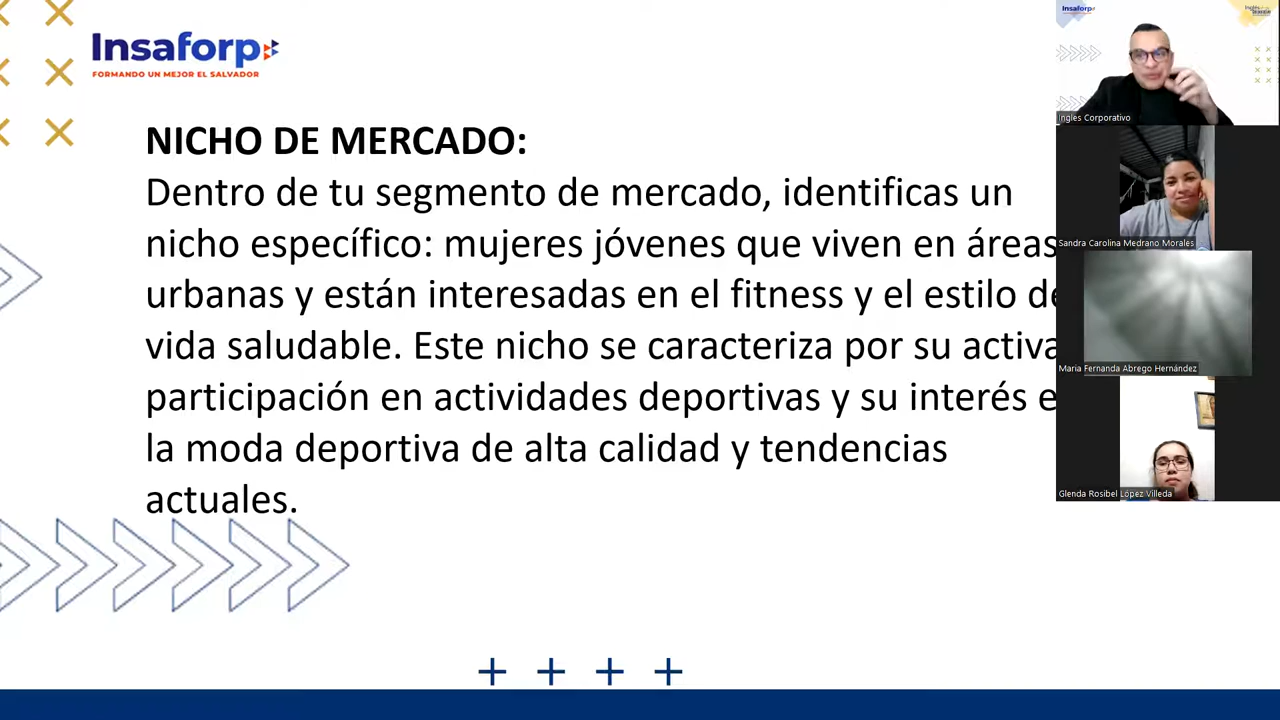 Insaforp
FORMANDO UN MEJOR EL SALVADOR
NICHO DE MERCADO:
Dentro de tu segmento de mercado, identificas un
nicho específico: mujeres jóvenes que viven en áreas
urbanas y están interesadas en el fitness y el estilo de
vida saludable. Este nicho se caracteriza por su activa
participación en actividades deportivas y su interés e
la moda deportiva de alta calidad y tendencias
actuales.
Insaforp
Ingles Corporativo
Sandra Carolina Medrano Morales
Maria Fernanda Abrego Hernández
Glenda Rosibel López Villeda